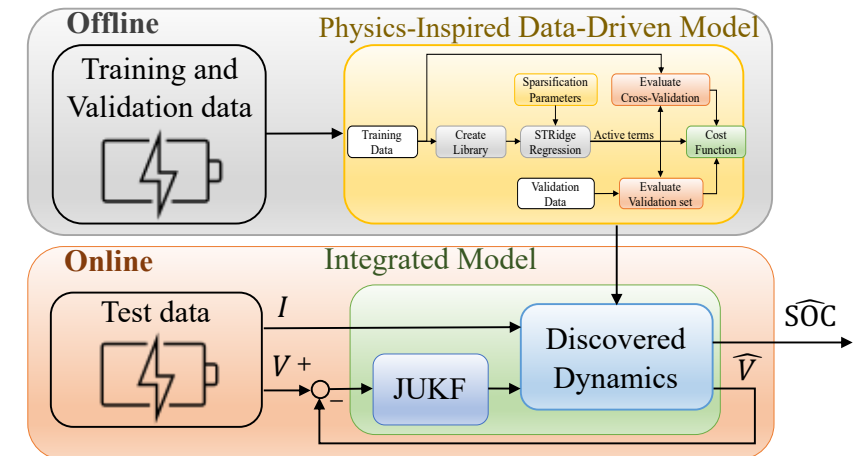 Offline
Physics-Inspired Data-Driven Model
Training and
Validation data
Sparsification
Parameters
Evaluate
Cross-Validation
Training
Data
Create
Library
STRidge
Regression
Active terms
Cost
Function
Validation
Data
Evaluate
Validation set
Online
Integrated Model
Test data
I
V +
−
JUKF
Discovered
Dynamics
SOC^
V^